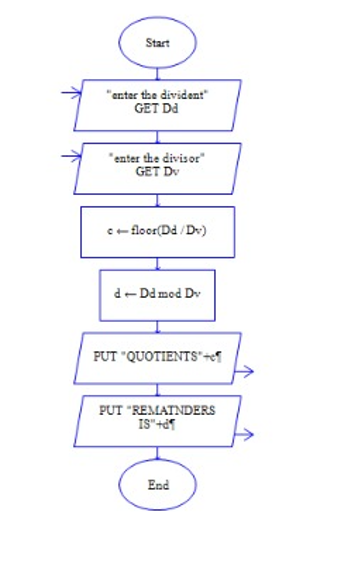 Start
"enter the divident"
GET Dd
"enter the divisor"
GET Dv
c ← floor(Dd / Dv)
d ← Dd mod Dv
PUT "QUOTIENTS"+c¶
PUT "REMATNDERS
IS"+d¶
End